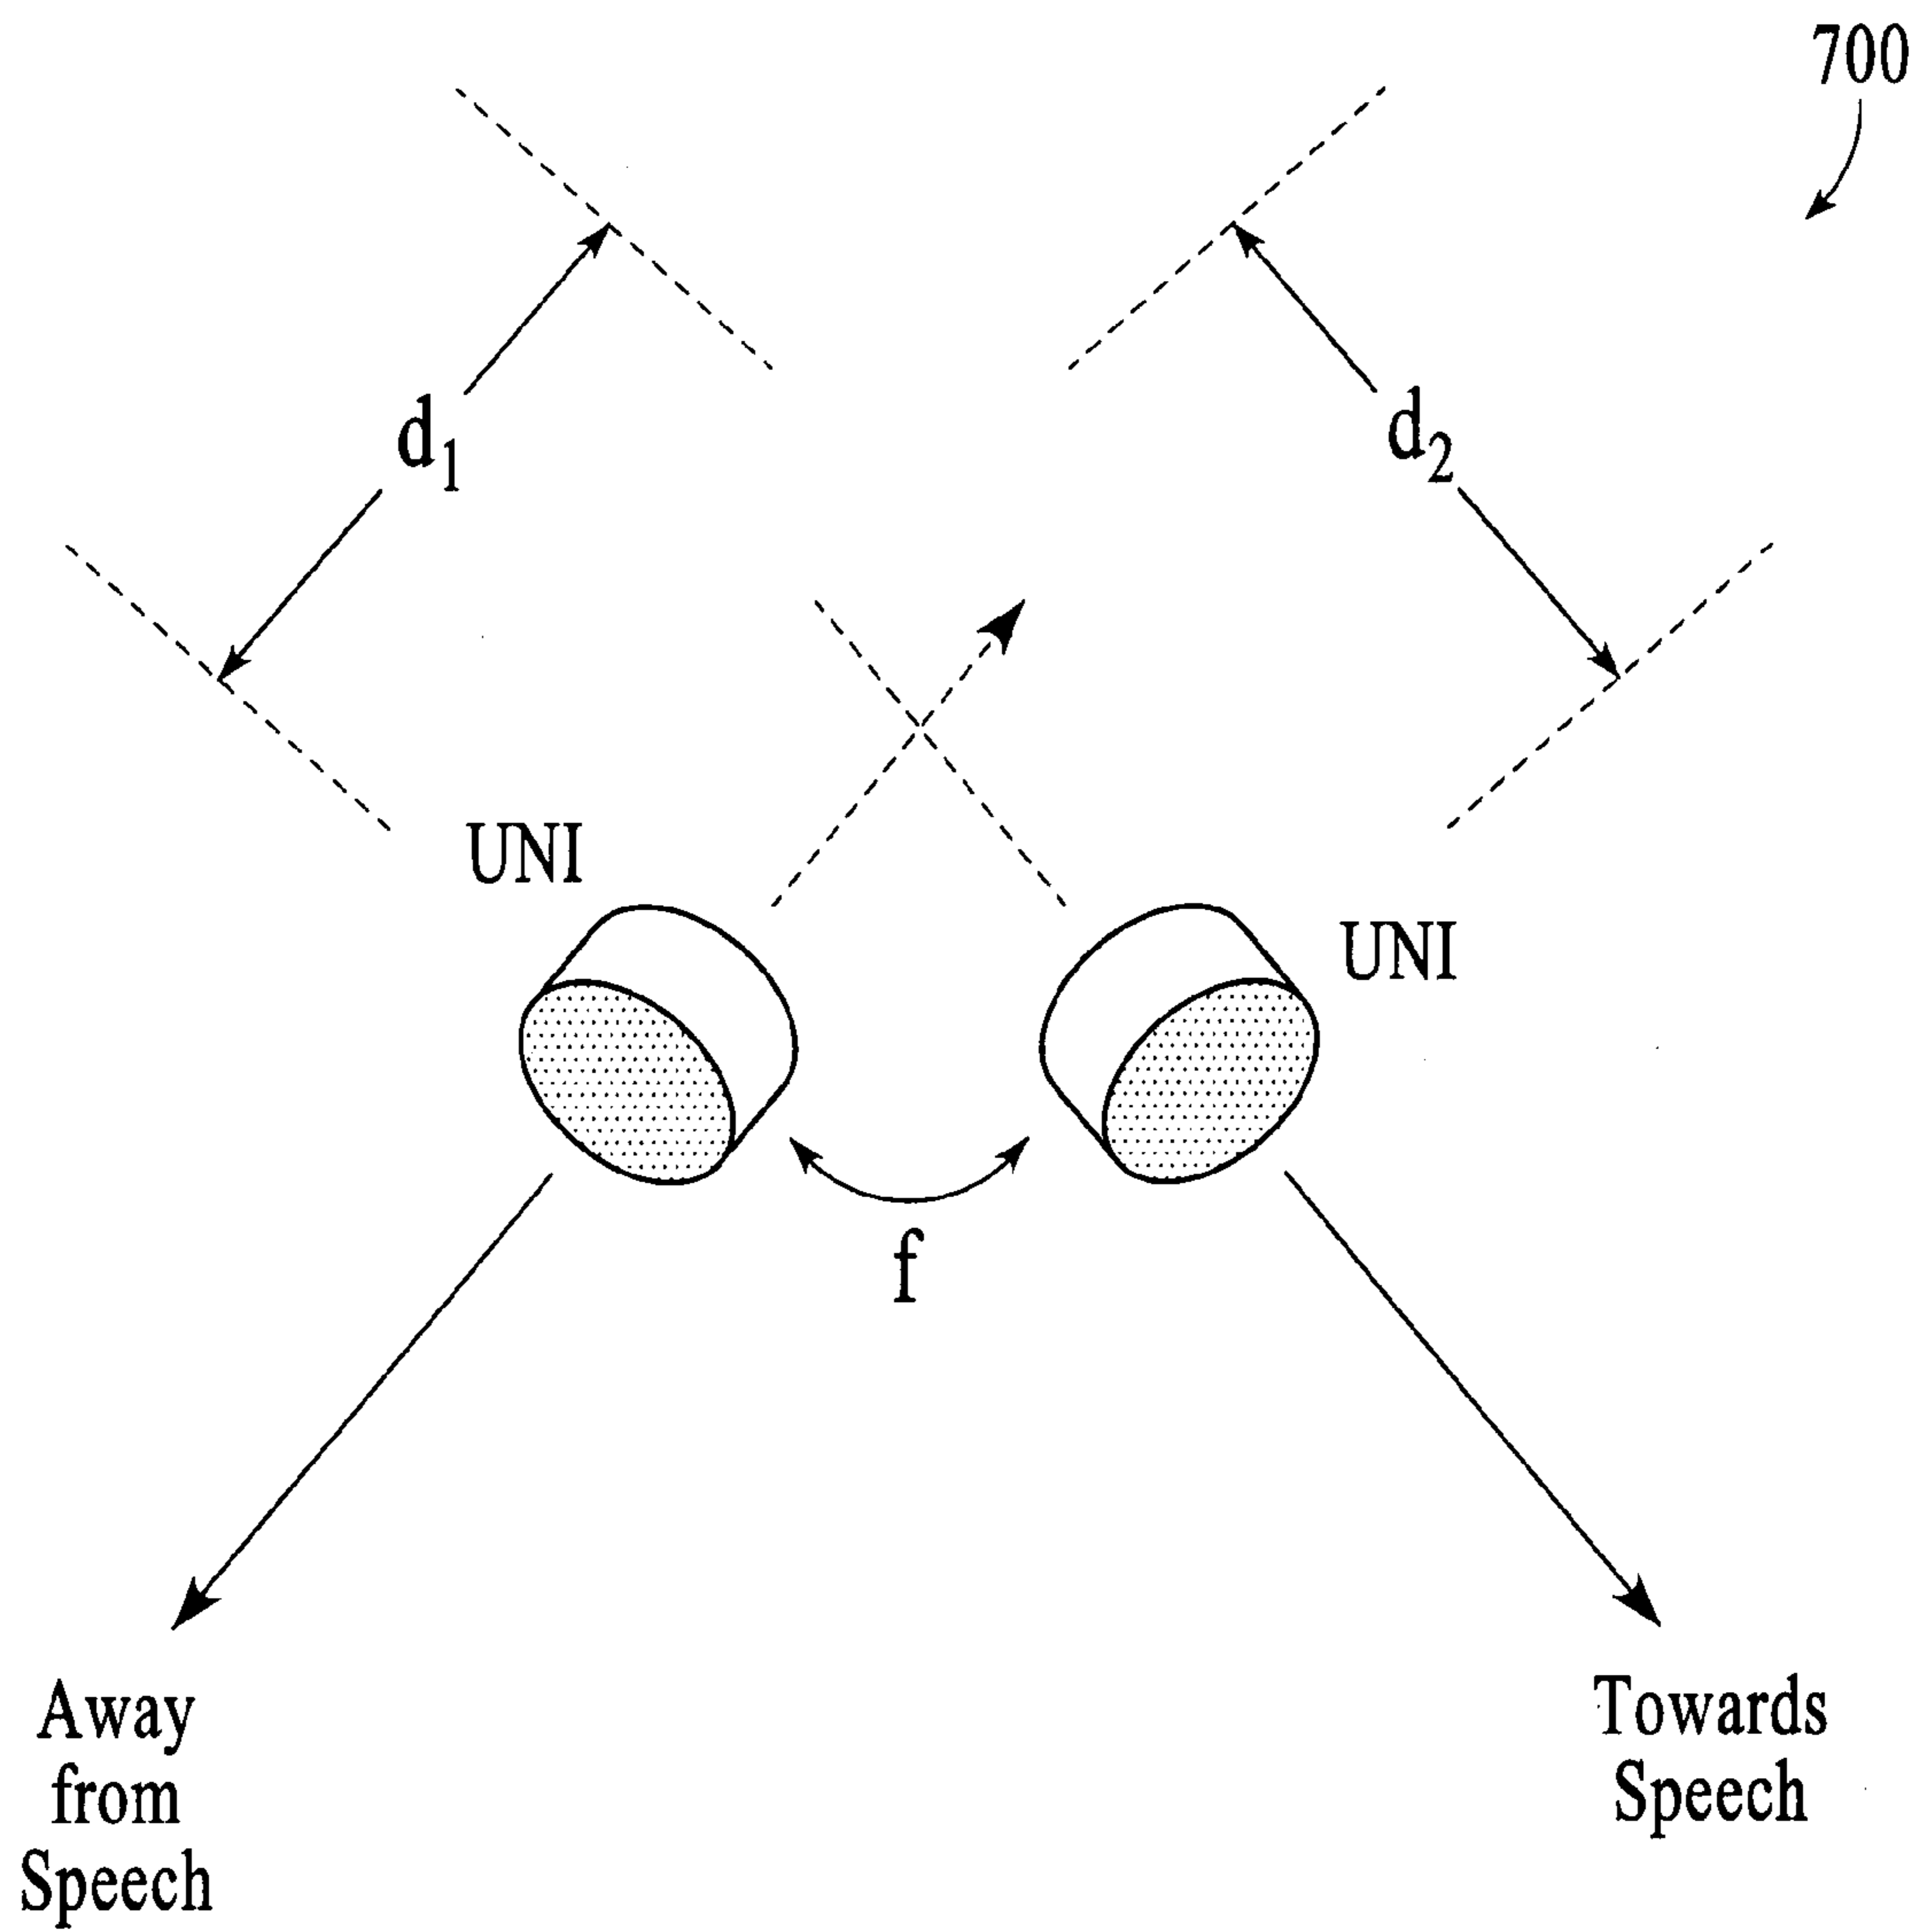 700
d1
d2
UNI
UNI
f
Away
from
Speech
Towards
Speech